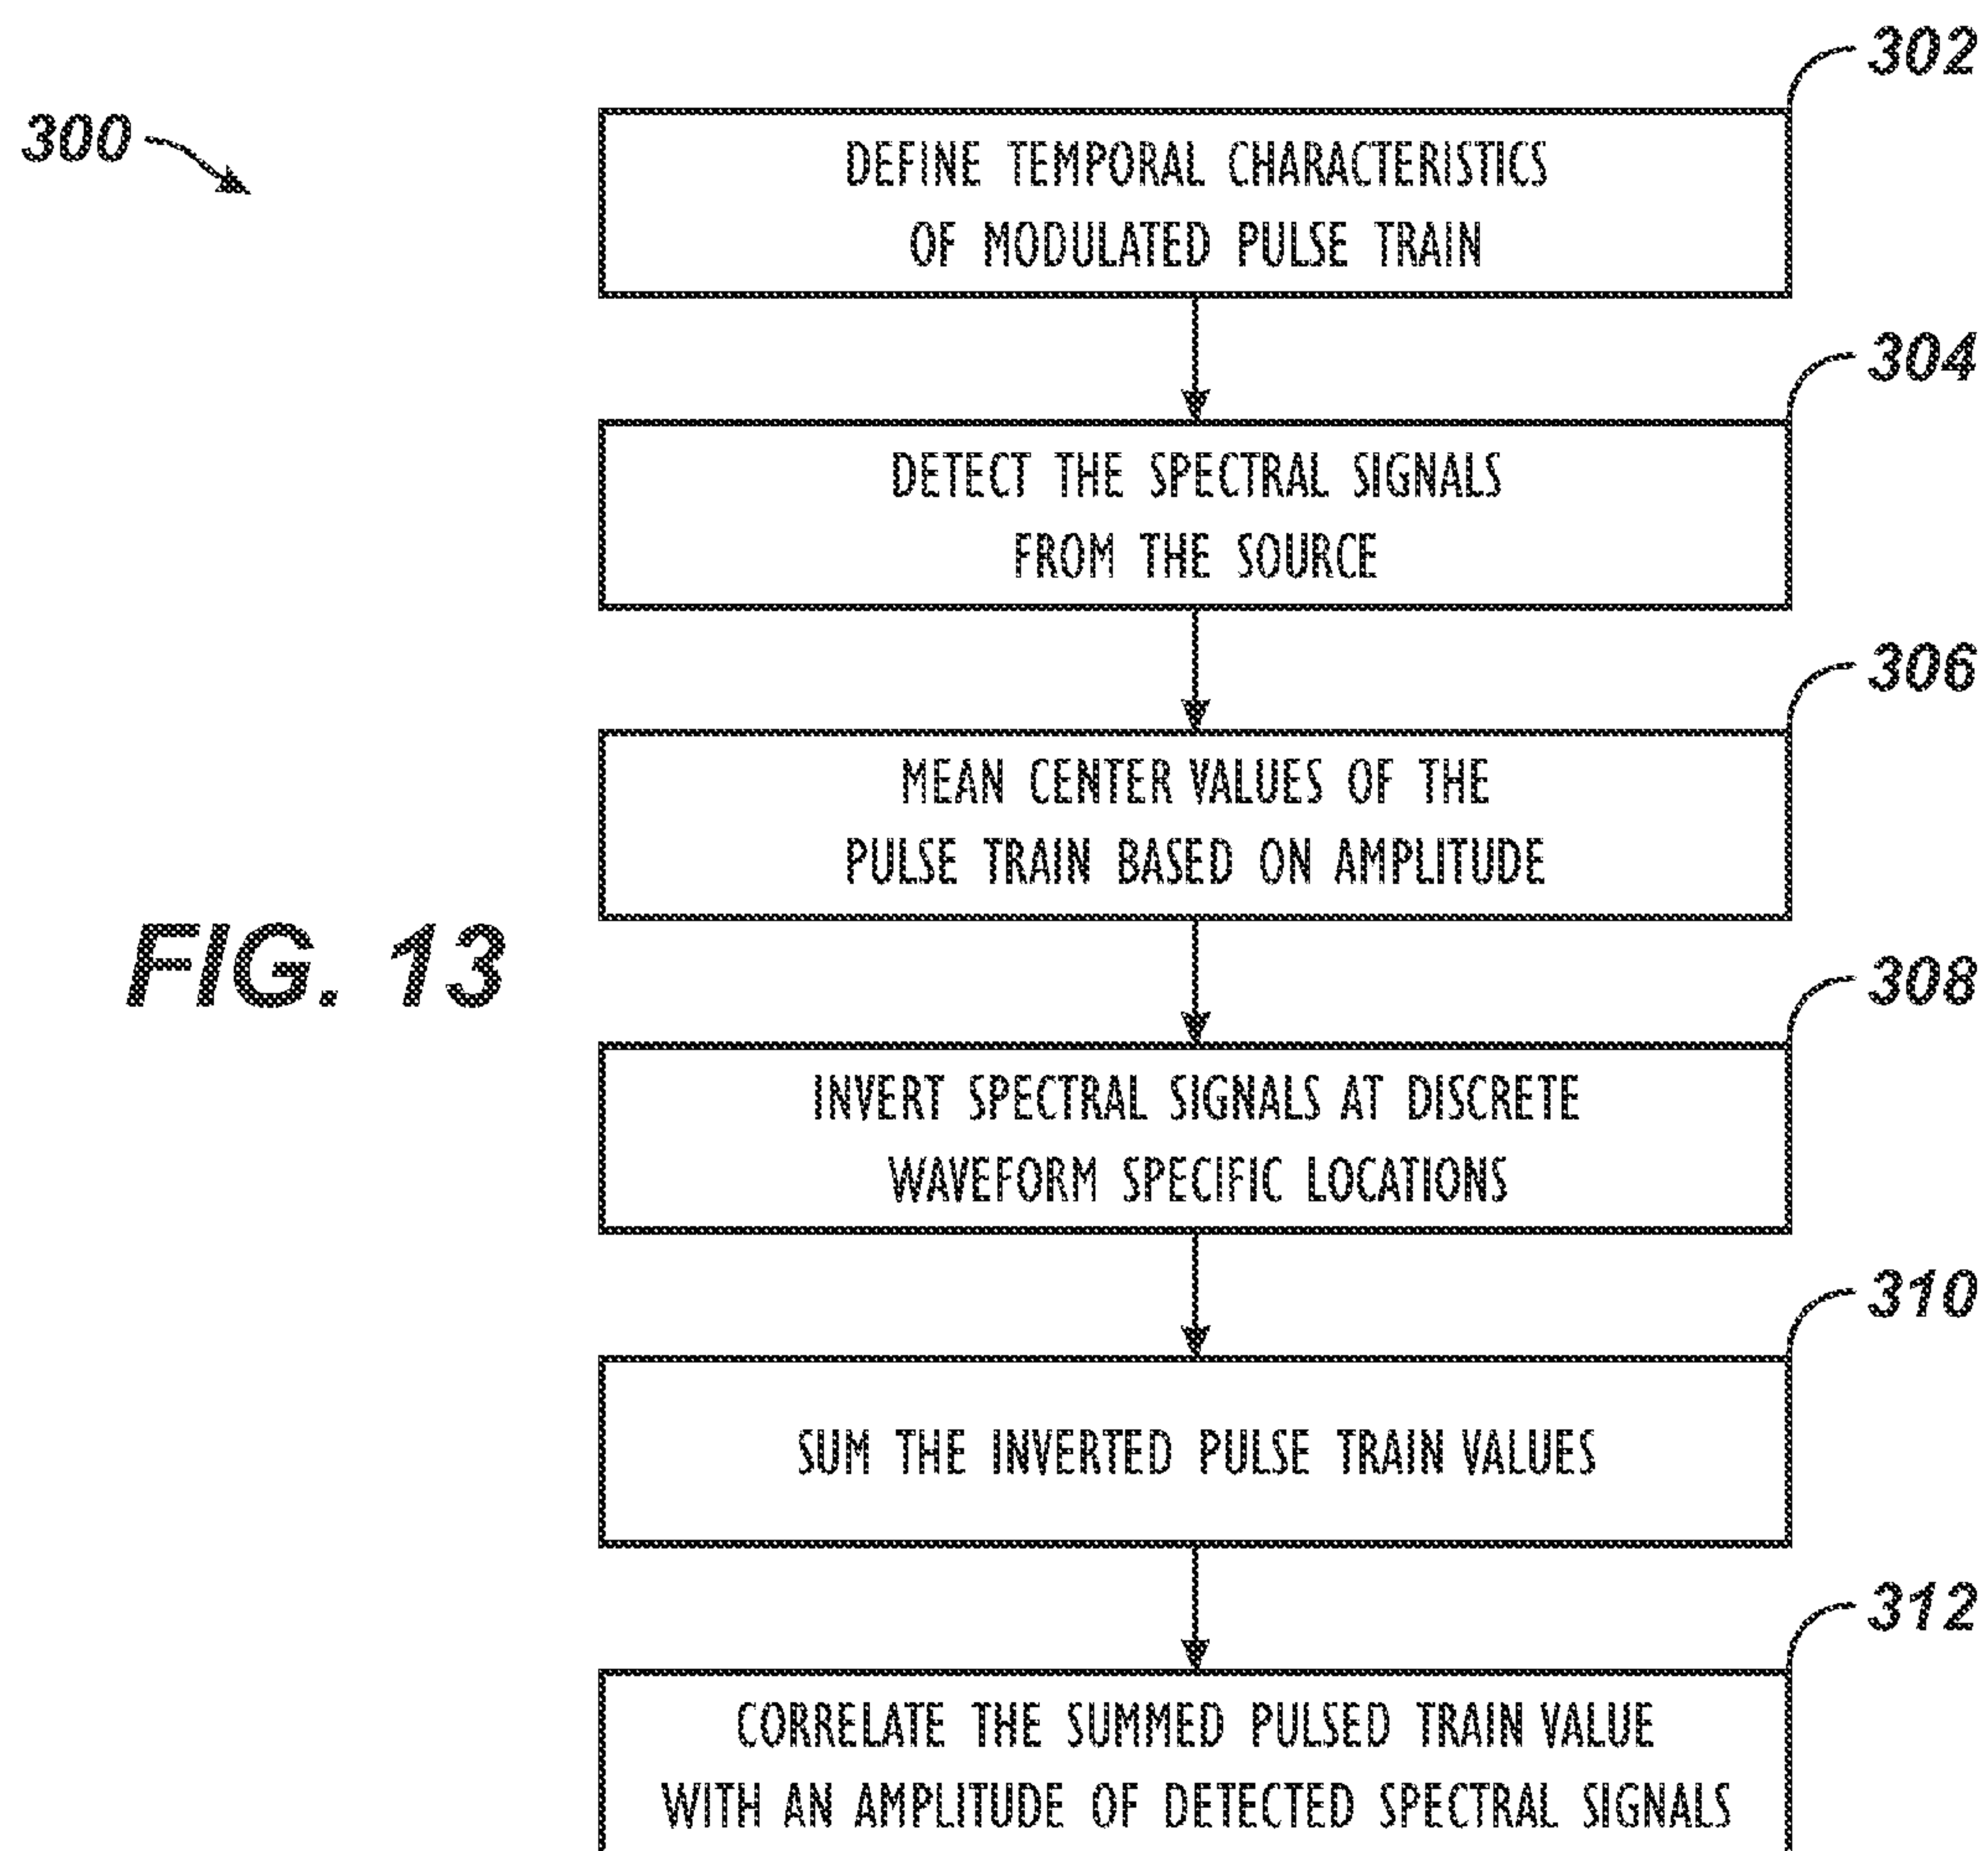 302
300
DEFINE TEMPORAL CHARACTERISTICS
OF MODULATED PULSE TRAIN
304
DETECT THE SPECTRAL SIGNALS
FROM THE SOURCE
306
MEAN CENTER VALUES OF THE
PULSE TRAIN BASED ON AMPLITUDE
FIG. 13
308
INVERT SPECTRAL SIGNALS AT DISCRETE
WAVEFORM SPECIFIC LOCATIONS
310
SUM THE INVERTED PULSE TRAIN VALUES
312
CORRELATE THE SUMMED PULSED TRAIN VALUE
WITH AN AMPLITUDE OF DETECTED SPECTRAL SIGNALS